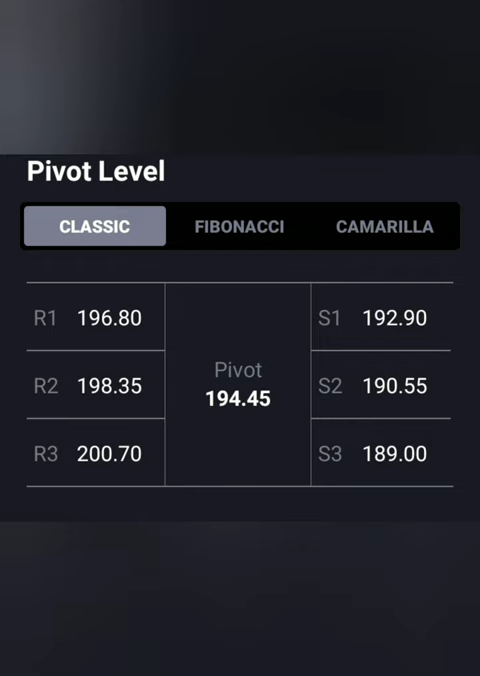 Pivot Level
CLASSIC FIBONACCI CAMARILLA
R1 196.80 S1 192.90
Pivot
R2 198.35 194.45 S2 190.55
R3 200.70 S3 189.00